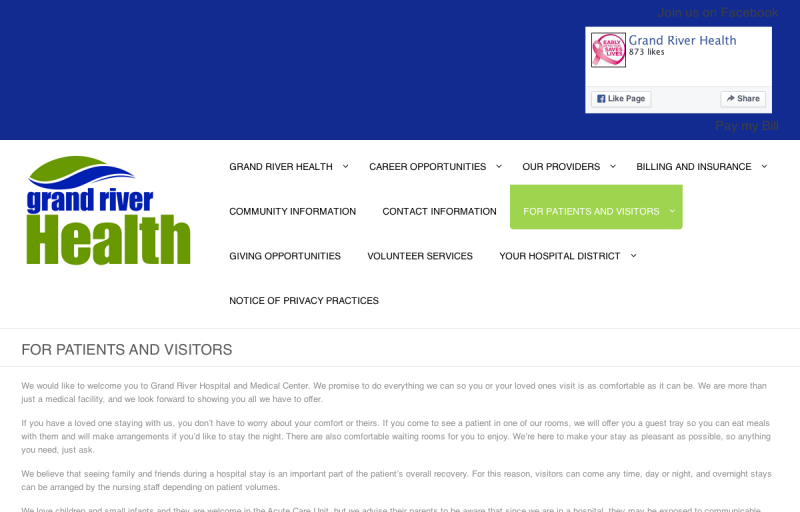 Join us on Facebook
EARLY
SAVES
LIVES
Grand River Health
873 likes
Like Page
Share
Pay my Bill
grand river
Health
GRAND RIVER HEALTH
CAREER OPPORTUNITIES
OUR PROVIDERS
BILLING AND INSURANCE
COMMUNITY INFORMATION
CONTACT INFORMATION
FOR PATIENTS AND VISITORS
GIVING OPPORTUNITIES
VOLUNTEER SERVICES
YOUR HOSPITAL DISTRICT
NOTICE OF PRIVACY PRACTICES
FOR PATIENTS AND VISITORS
We would like to welcome you to Grand River Hospital and Medical Center. We promise to do everything we can so you or your loved ones visit is as comfortable as it can be. We are more than
just a medical facility, and we look forward to showing you all we have to offer.
If you have a loved one staying with us, you don't have to worry about your comfort or theirs. If you come to see a patient in one of our rooms, we will offer you a guest tray so you can eat meals
with them and will make arrangements if you'd like to stay the night. There are also comfortable waiting rooms for you to enjoy. We're here to make your stay as pleasant as possible, so anything
you need, just ask.
We believe that seeing family and friends during a hospital stay is an important part of the patient's overall recovery. For this reason, visitors can come any time, day or night, and overnight stays
can be arranged by the nursing staff depending on patient volumes.
We love children and small infants and they are welcome in the Acute Care Unit, but we advise their parents to be aware that since we are in a hospital, they may be exposed to communicable